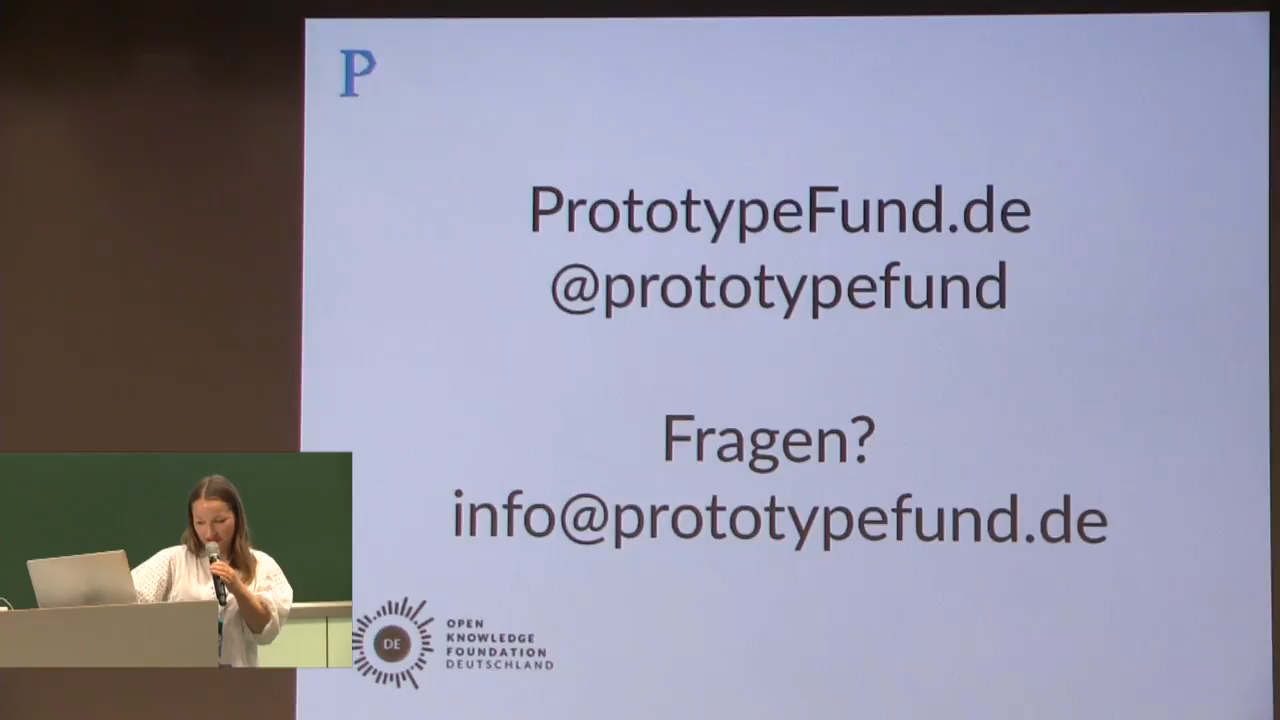 P
PrototypeFund.de
@prototypefund
Fragen?
info@prototypefund.de
DE
OPEN
KNOWLEDGE
FOUNDATION
DEUTSCHLAND